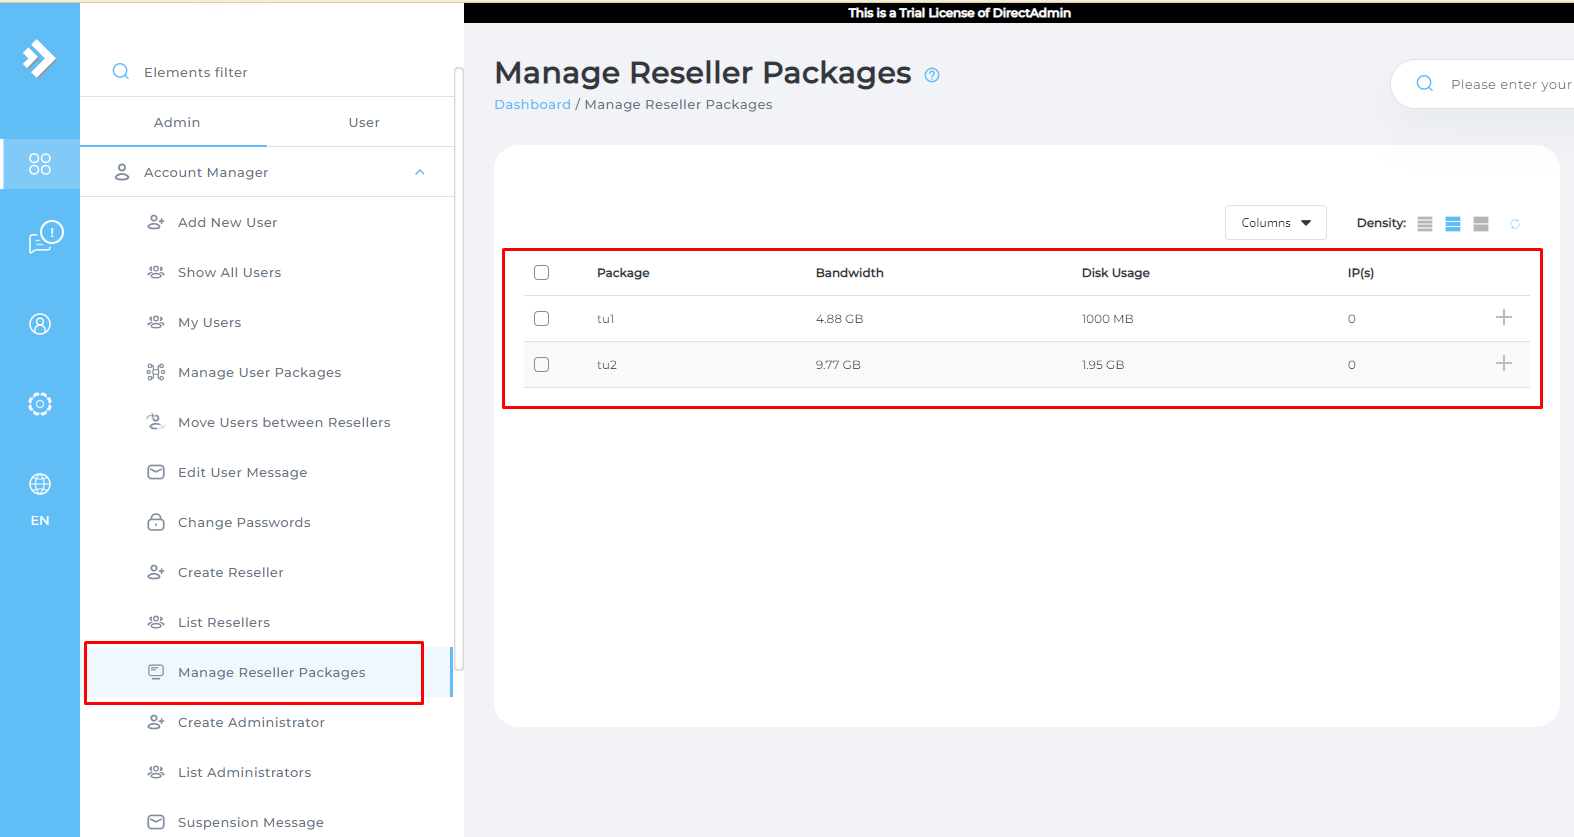 This is a Trial License of DirectAdmin
Elements filter
Admin User
Account Manager
Add New User
Show All Users
My Users
Manage User Packages
Move Users between Resellers
Edit User Message
Change Passwords
Create Reseller
List Resellers
Manage Reseller Packages
Create Administrator
List Administrators
Suspension Message
!
EN
Manage Reseller Packages ?
Dashboard / Manage Reseller Packages
Please enter your
Columns Density:
Package Bandwidth Disk Usage IP(s)
tu1 4.88 GB 1000 MB 0
tu2 9.77 GB 1.95 GB 0